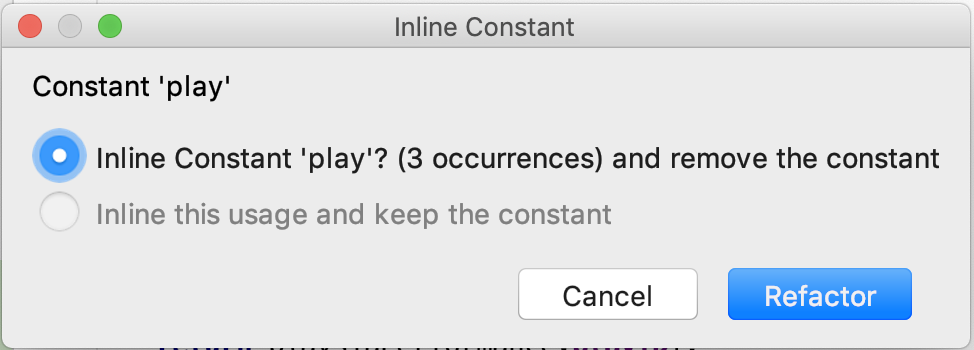 Inline Constant
Constant 'play'
Inline Constant 'play'? (3 occurrences) and remove the constant
Inline this usage and keep the constant
Cancel
Refactor